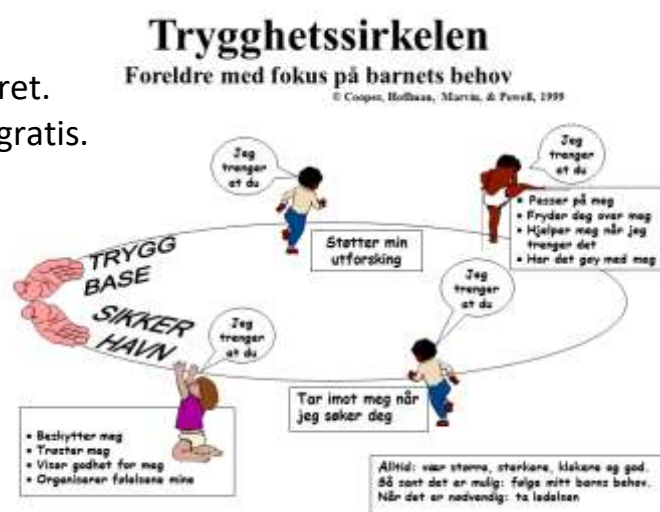 Trygghetssirkelen
Foreldre med fokus på barnets behov
© Cooper, Hoffman, Marvin, & Powell, 1999
ret.
gratis.
Jeg
trenger
at du
Støtter min
utforsking
Jeg
trenger
at du
• Passer på meg
• Fryder deg over meg
• Hjelper meg når jeg
trenger det
• Har det gøy med meg
TRYGG
BASE
SIKKER
HAVN
Jeg
trenger
at du
Tar imot meg når
jeg søker deg
Jeg
trenger
at du
• Beskytter meg
• Trøster meg
• Viser godhet for meg
• Organiserer følelsene mine
Alltid: vær større, sterkere, klokere og god.
Så sant det er mulig: følge mitt barns behov.
Når det er nødvendig: ta ledelsen